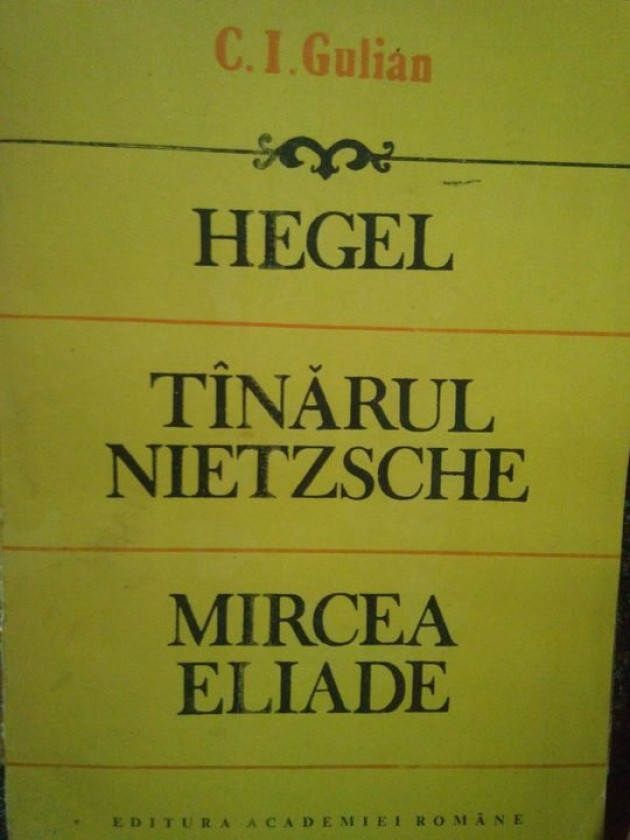 C. I. Gulian
HEGEL
TÎNĂRUL
NIETZSCHE
MIRCEA
ELIADE
EDITURA ACADEMIEI ROMÂNE